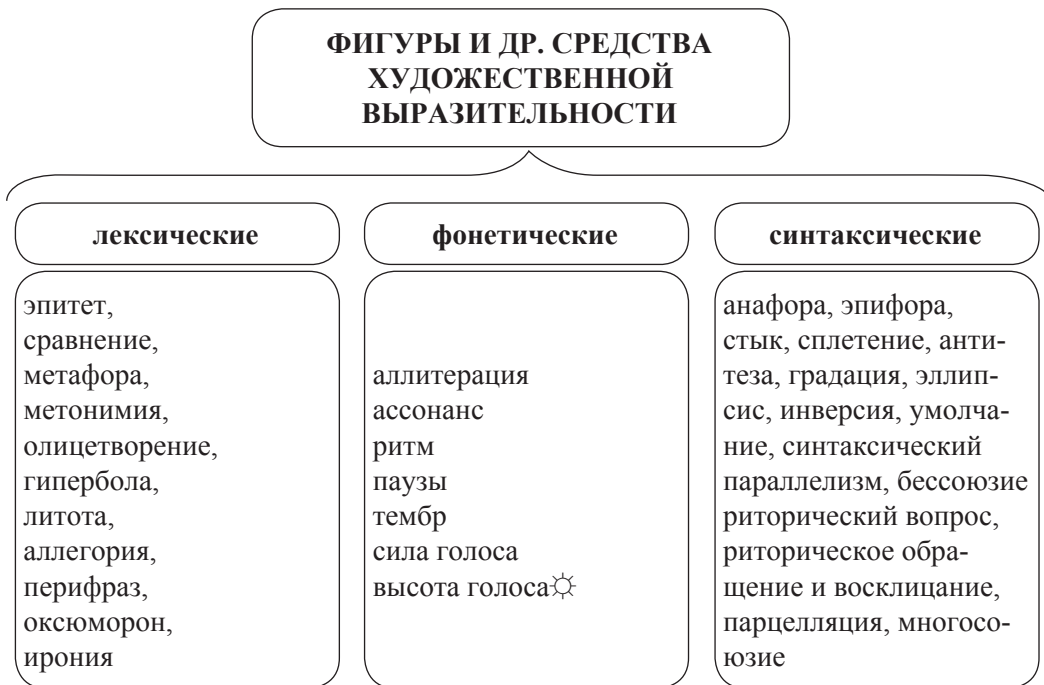 ФИГУРЫ И ДР. СРЕДСТВА
ХУДОЖЕСТВЕННОЙ
ВЫРАЗИТЕЛЬНОСТИ
лексические
эпитет,
сравнение,
метафора,
метонимия,
олицетворение,
гипербола,
литота,
аллегория,
перифраз,
оксюморон,
ирония
фонетические
аллитерация
ассонанс
ритм
паузы
тембр
сила голоса
высота голоса☼
синтаксические
анафора, эпифора,
стык, сплетение, анти-
теза, градация, эллип-
сис, инверсия, умолча-
ние, синтаксический
параллелизм, бессоюзие
риторический вопрос,
риторическое обра-
щение и восклицание,
парцелляция, многосо-
юзие